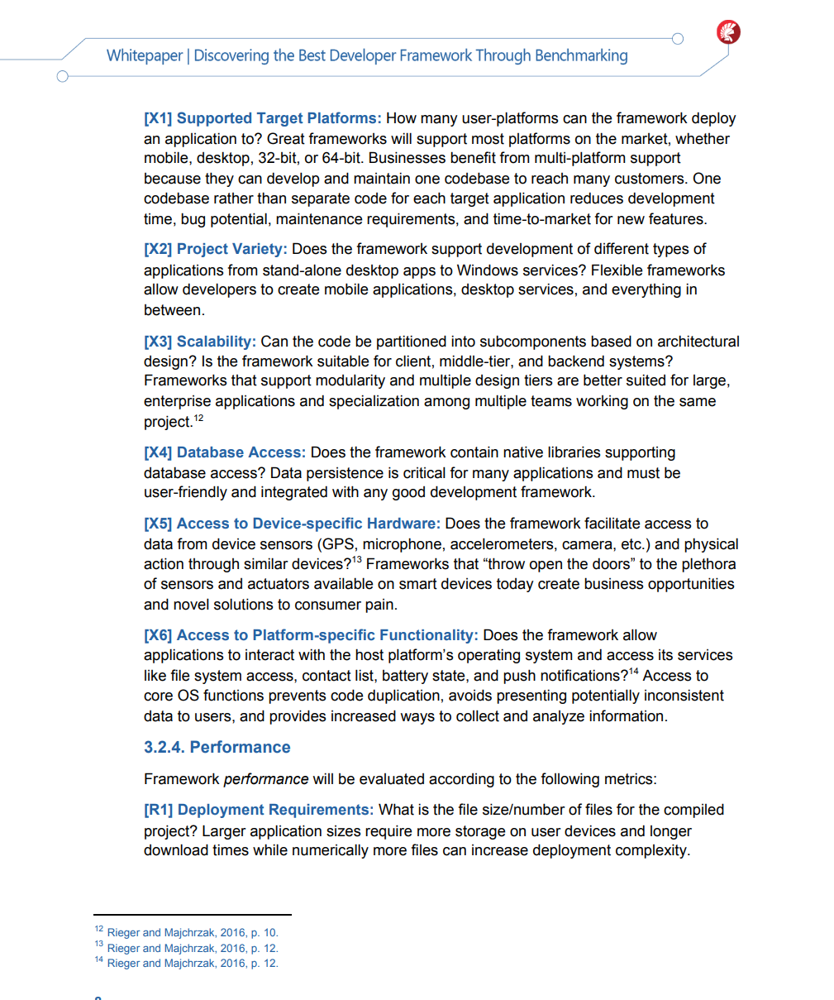 Whitepaper | Discovering the Best Developer Framework Through Benchmarking
[X1] Supported Target Platforms: How many user-platforms can the framework deploy
an application to? Great frameworks will support most platforms on the market, whether
mobile, desktop, 32-bit, or 64-bit. Businesses benefit from multi-platform support
because they can develop and maintain one codebase to reach many customers. One
codebase rather than separate code for each target application reduces development
time, bug potential, maintenance requirements, and time-to-market for new features.
[X2] Project Variety: Does the framework support development of different types of
applications from stand-alone desktop apps to Windows services? Flexible frameworks
allow developers to create mobile applications, desktop services, and everything in
between.
[X3] Scalability: Can the code be partitioned into subcomponents based on architectural
design? Is the framework suitable for client, middle-tier, and backend systems?
Frameworks that support modularity and multiple design tiers are better suited for large,
enterprise applications and specialization among multiple teams working on the same
project.12
[X4] Database Access: Does the framework contain native libraries supporting
database access? Data persistence is critical for many applications and must be
user-friendly and integrated with any good development framework.
[X5] Access to Device-specific Hardware: Does the framework facilitate access to
data from device sensors (GPS, microphone, accelerometers, camera, etc.) and physical
action through similar devices?13 Frameworks that “throw open the doors” to the plethora
of sensors and actuators available on smart devices today create business opportunities
and novel solutions to consumer pain.
[X6] Access to Platform-specific Functionality: Does the framework allow
applications to interact with the host platform’s operating system and access its services
like file system access, contact list, battery state, and push notifications?14 Access to
core OS functions prevents code duplication, avoids presenting potentially inconsistent
data to users, and provides increased ways to collect and analyze information.
3.2.4. Performance
Framework performance will be evaluated according to the following metrics:
[R1] Deployment Requirements: What is the file size/number of files for the compiled
project? Larger application sizes require more storage on user devices and longer
download times while numerically more files can increase deployment complexity.
12 Rieger and Majchrzak, 2016, p. 10.
13 Rieger and Majchrzak, 2016, p. 12.
14 Rieger and Majchrzak, 2016, p. 12.